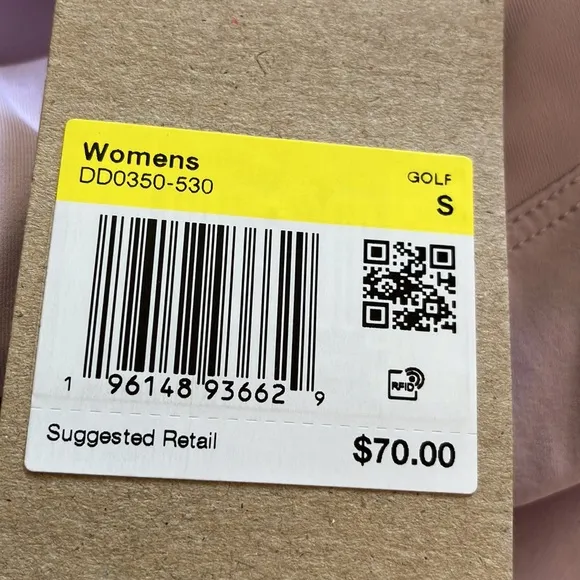 Womens
DD0350-530
GOLF
S
1 96148 93662 9
RFID
Suggested Retail $70.00